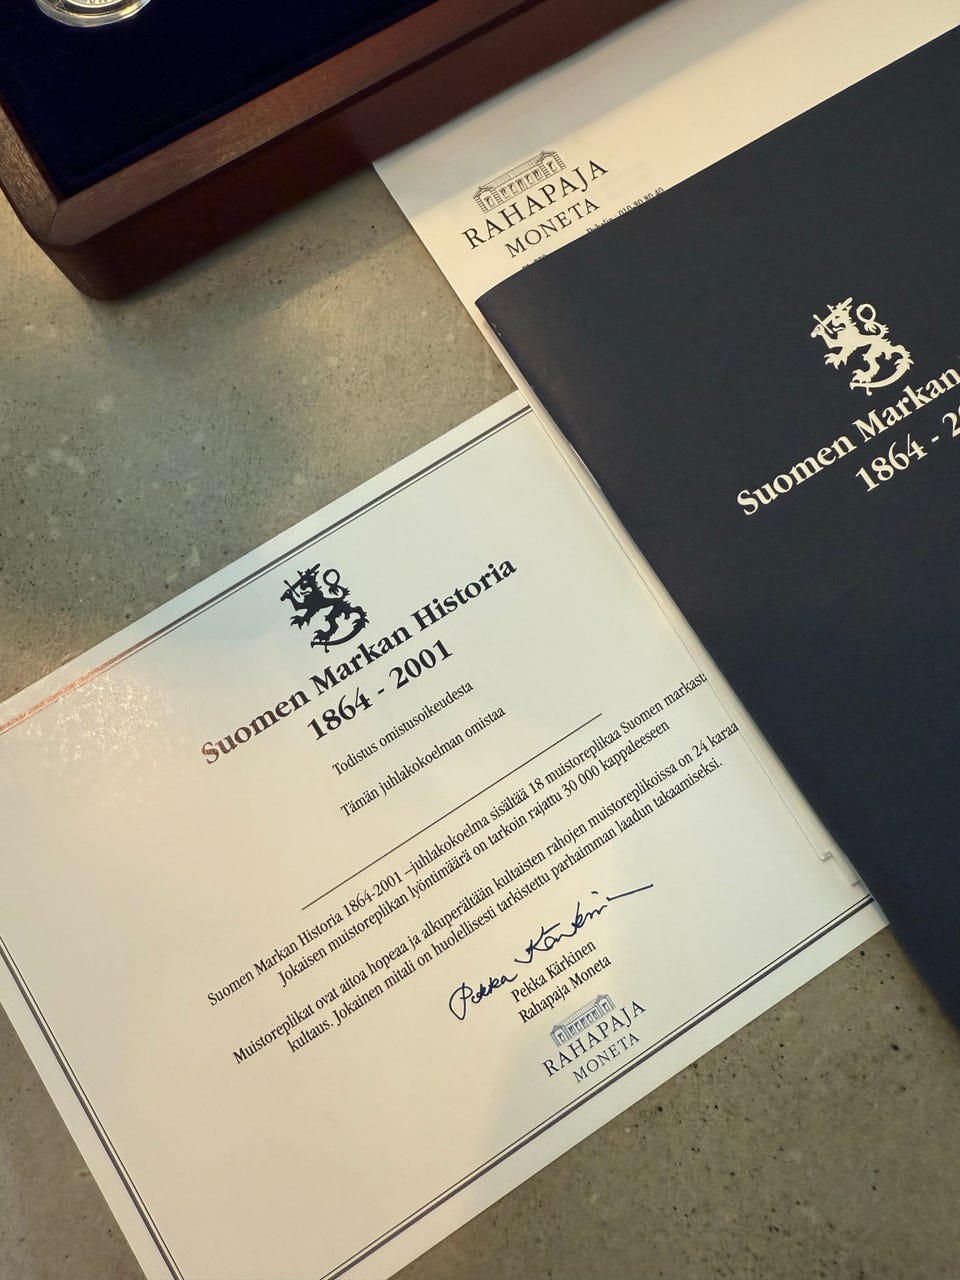 RAHAPAJA
MONETA
Suomen Markan
1864 -
Suomen Markan Historia
1864 - 2001
Todistus omistusoikeudesta
Tämän juhlakokoelman omistaa
Suomen Markan Historia 1864-2001 –juhlakokoelma sisältää 18 muistoreplikaa Suomen
Jokaisen muistoreplikan lyöntimäärä on tarkoin rajattu 30 000 kappaleeseen
Muistoreplikat ovat aitoa hopeaa ja alkuperältään kultaisten rahojen muistoreplikoissa on 24 karaa
kultaus. Jokainen mitali on huolellisesti tarkistettu parhaimman laadun takaamiseksi.
Pekka Kärkinen
Pekka Kärkinen
Rahapaja Moneta
RAHAPAJA
MONETA